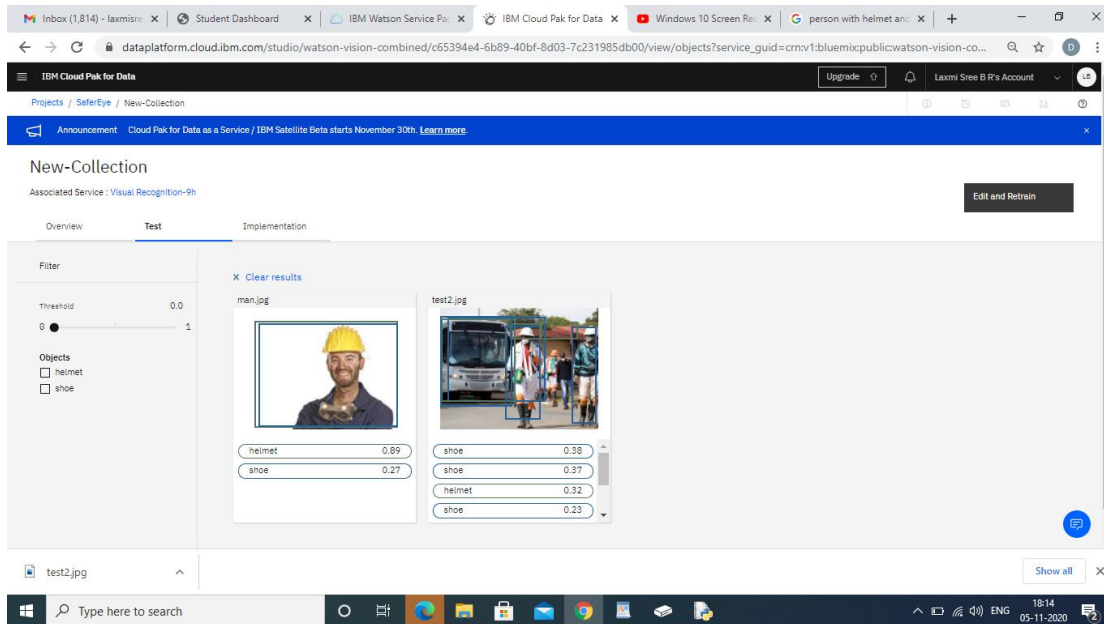 Inbox (1,814) - laxmisre
Student Dashboard
IBM Watson Service Pa
IBM Cloud Pak for Data
Windows 10 Screen Rec
person with helmet and
dataplatform.cloud.ibm.com/studio/watson-vision-combined/c65394e4-6b89-40bf-8d03-7c231985db00/view/objects?service_guid=crn:v1:bluemix:public:watson-vision-co...
D
IBM Cloud Pak for Data
Upgrade
Laxmi Sree B R's Account
LB
Projects / SaferEye / New-Collection
Announcement Cloud Pak for Data as a Service / IBM Satellite Beta starts November 30th. Learn more.
New-Collection
Associated Service : Visual Recognition-9h
Edit and Retrain
Overview
Test
Implementation
Filter
Threshold 0.0
0 1
Objects
helmet
shoe
Clear results
man.jpg
helmet 0.89
shoe 0.27
test2.jpg
shoe 0.38
shoe 0.37
helmet 0.32
shoe 0.23
test2.jpg
Show all
Type here to search
ENG
18:14
05-11-2020
2